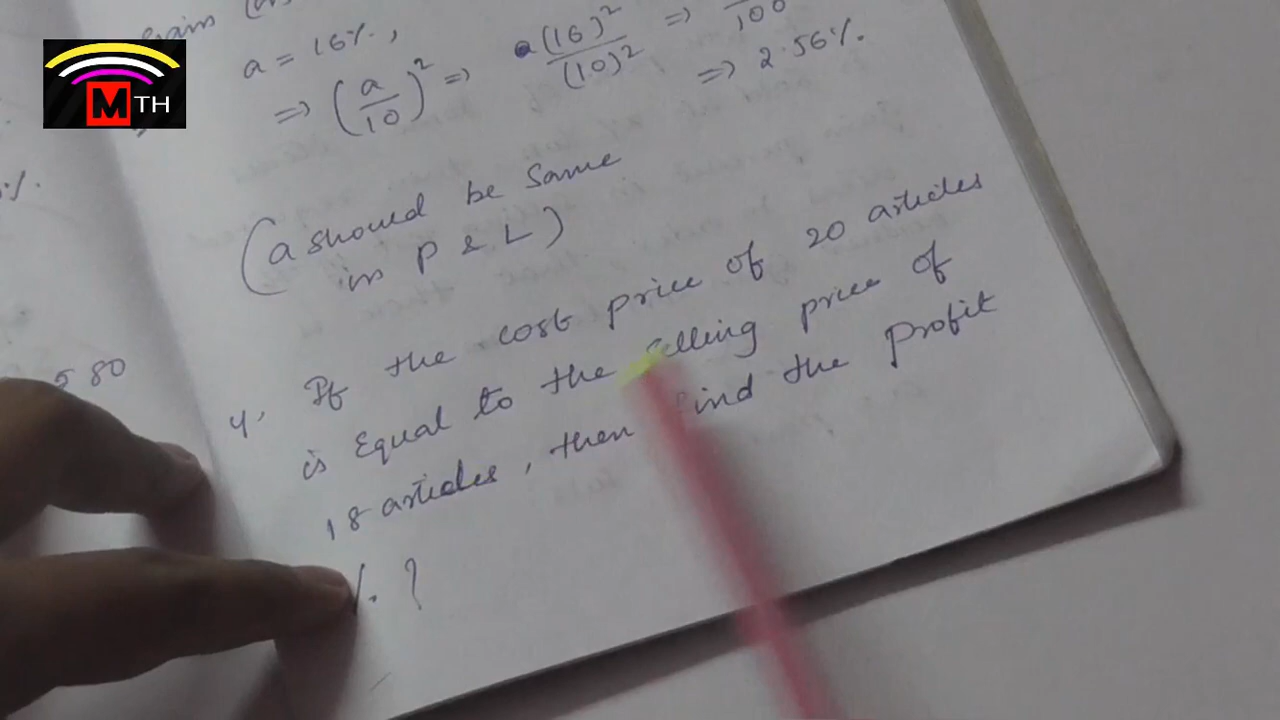 MTH
a = 16%,
=> (a/10)² => (16)²/(10)² => /100
=> 2.56%.
(a should be same
in P & L)
4. If the cost price of 20 articles
is Equal to the selling price of
18 articles, then find the profit
%. ?
%.
580